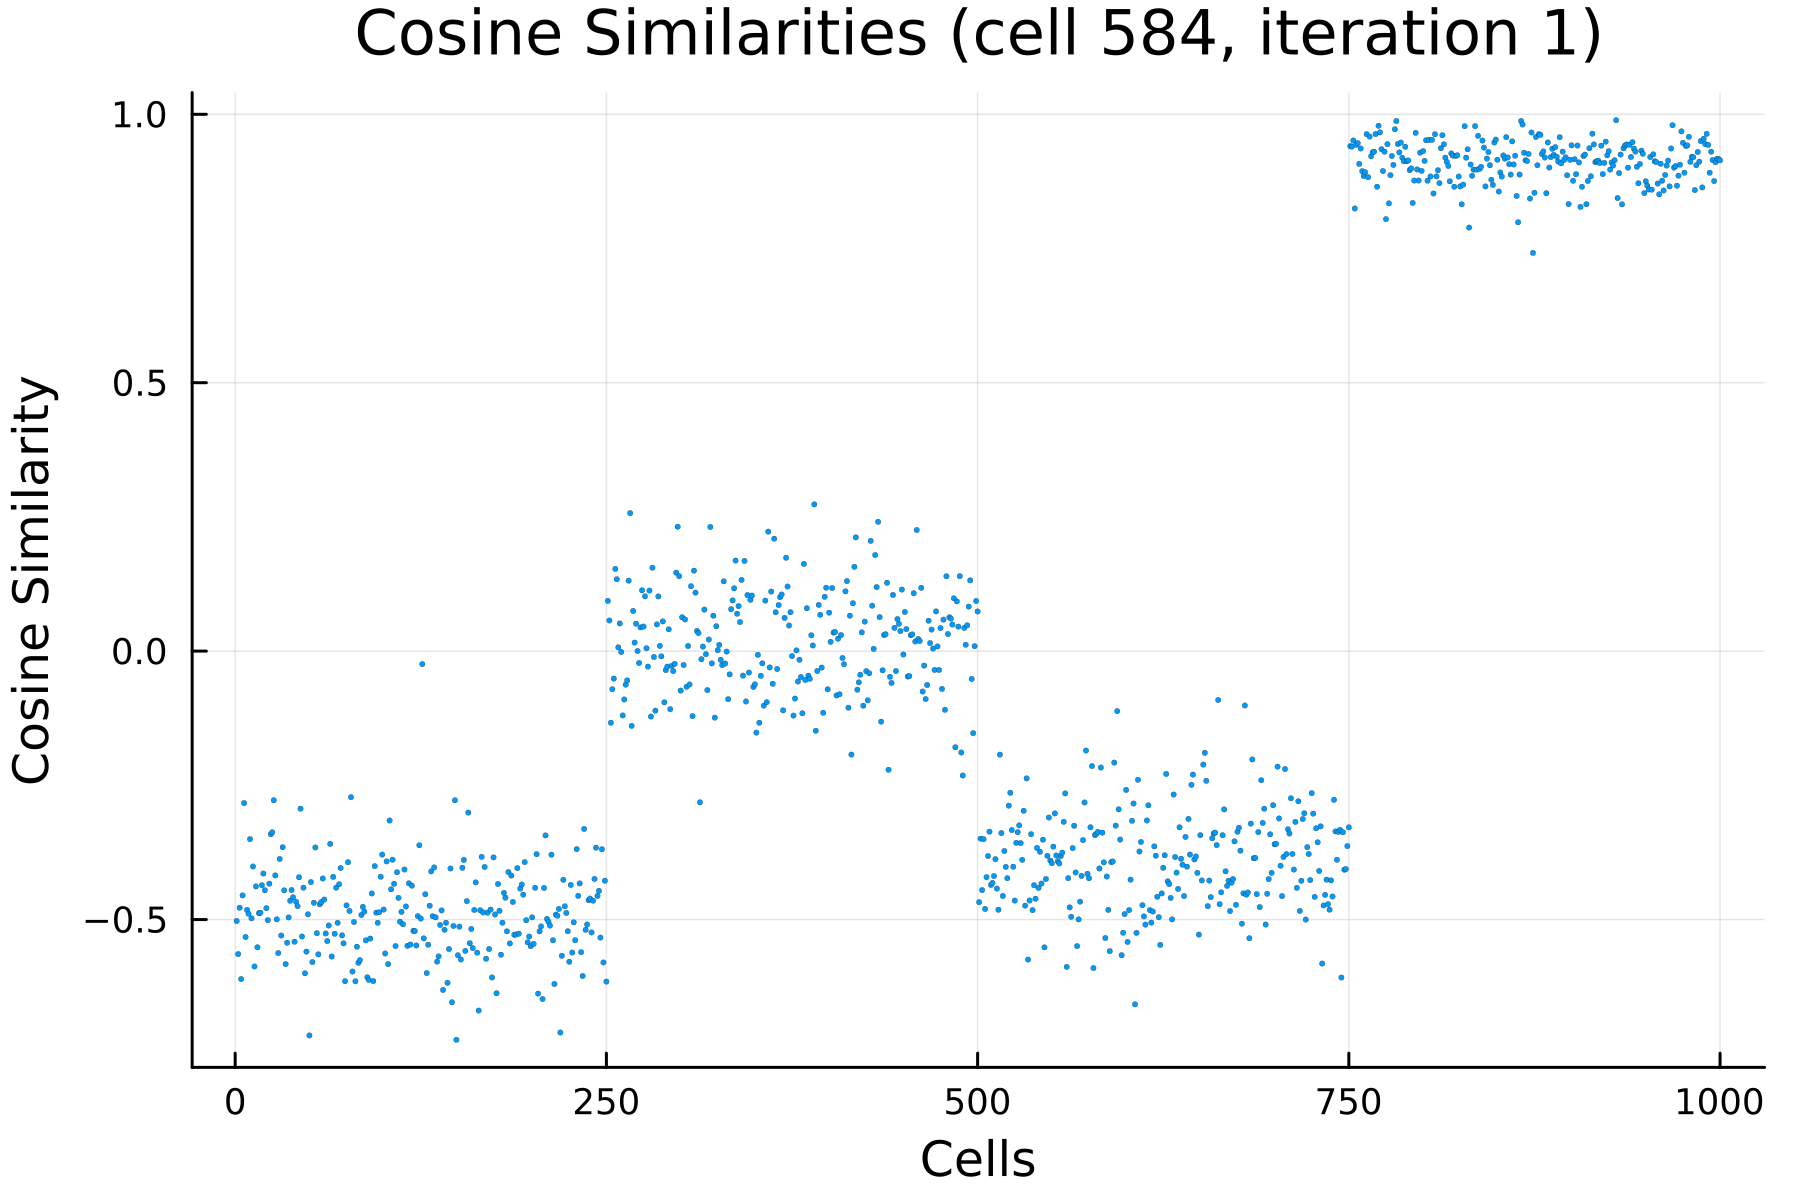 Cosine Similarities (cell 584, iteration 1)
1.0
0.5
0.0
−0.5
Cosine Similarity
0 250 500 750 1000
Cells